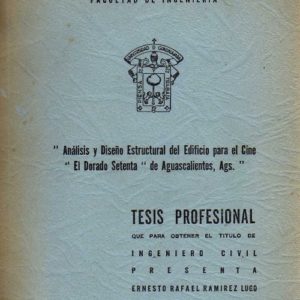 FACULTAD DE INGENIERIA
" Análisis y Diseño Estructural del Edificio para el Cine
" El Dorado Setenta " de Aguascalientes, Ags. "
TESIS PROFESIONAL
QUE PARA OBTENER EL TITULO DE
INGENIERO CIVIL
PRESENTA
ERNESTO RAFAEL RAMIREZ LUGO